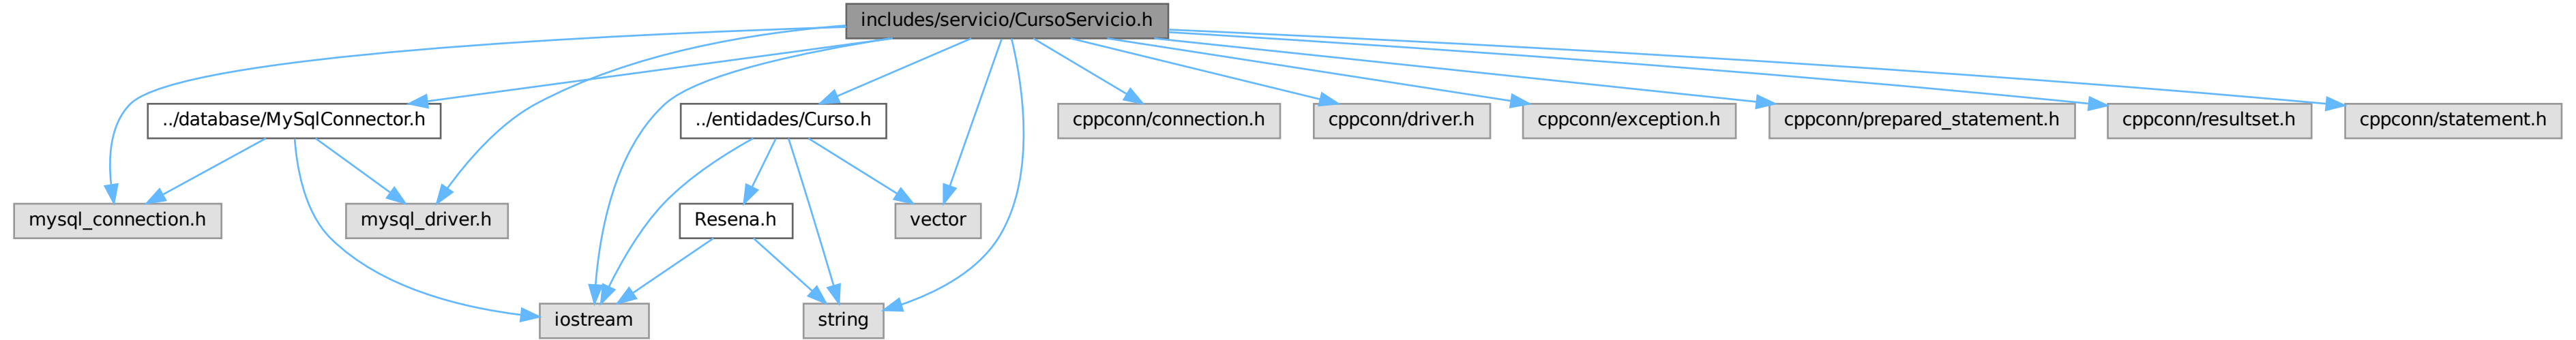 includes/servicio/CursoServicio.h
../database/MySqlConnector.h
../entidades/Curso.h
cppconn/connection.h
cppconn/driver.h
cppconn/exception.h
cppconn/prepared_statement.h
cppconn/resultset.h
cppconn/statement.h
mysql_connection.h
mysql_driver.h
Resena.h
vector
iostream
string